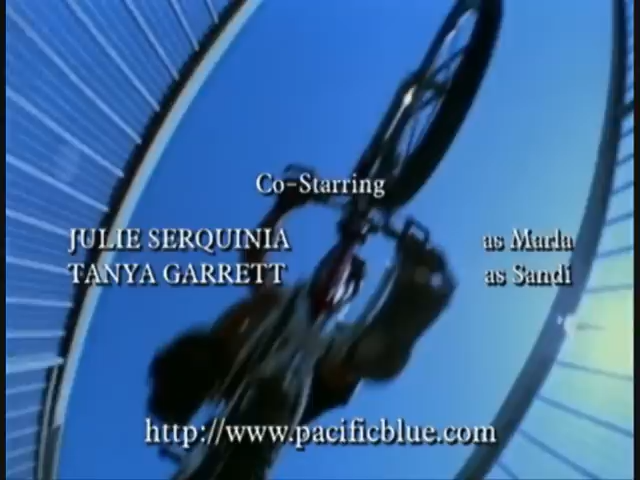 Co-Starring
JULIE SERQUINIA as Marla
TANYA GARRETT as Sandi
http://www.pacificblue.com